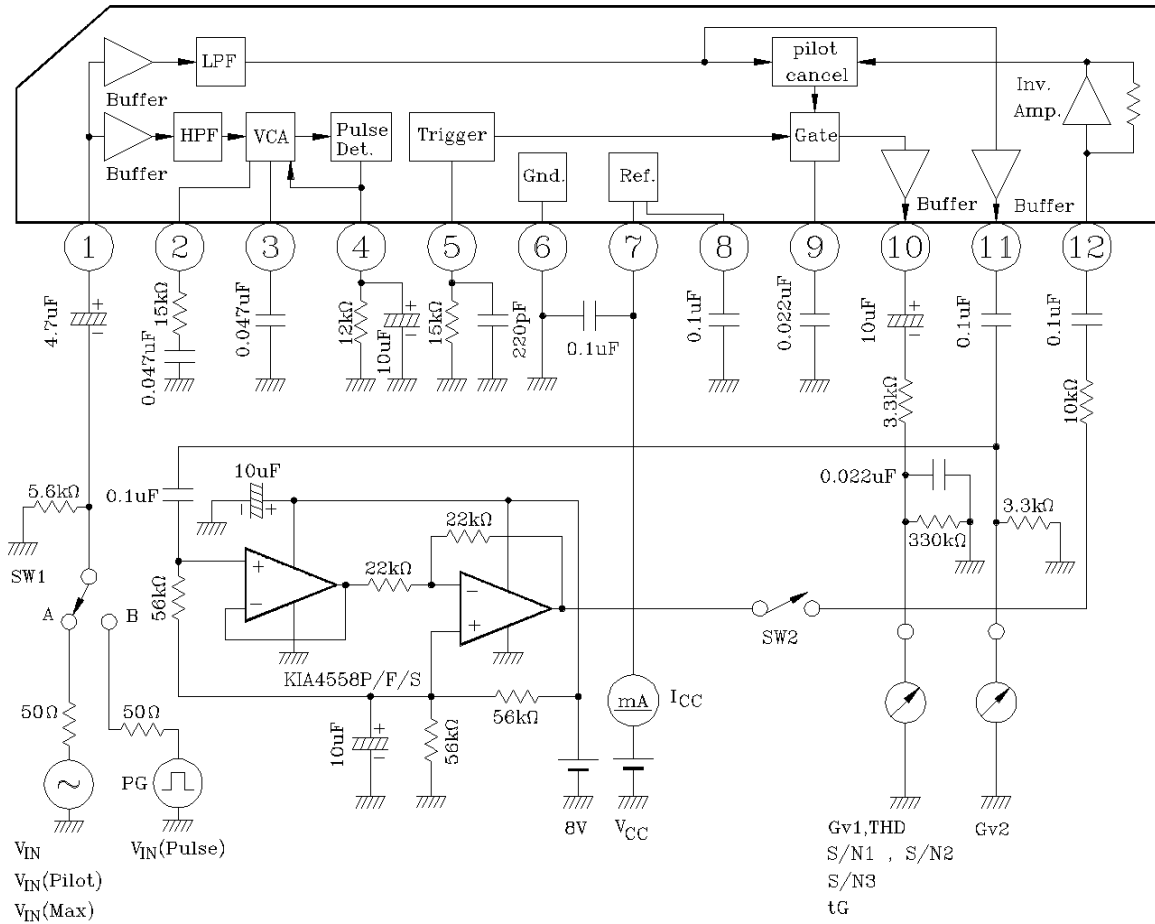 LPF
pilot
cancel
Inv.
Amp.
Buffer
HPF
VCA
Pulse
Det.
Trigger
Gate
Buffer
Gnd.
Ref.
Buffer
Buffer
1
2
3
4
5
6
7
8
9
10
11
12
4.7uF
+
−
15kΩ
0.047uF
0.047uF
12kΩ
10uF
+
−
15kΩ
220pF
0.1uF
0.1uF
0.022uF
10uF
+
−
0.1uF
0.1uF
3.3kΩ
10kΩ
5.6kΩ
0.1uF
10uF
−
+
0.022uF
330kΩ
3.3kΩ
SW1
A
B
56kΩ
+
−
22kΩ
22kΩ
−
+
SW2
KIA4558P/F/S
50Ω
50Ω
10uF
+
−
56kΩ
56kΩ
mA
ICC
PG
8V
VCC
VIN
VIN(Pilot)
VIN(Max)
VIN(Pulse)
Gv1,THD
S/N1 , S/N2
S/N3
tG
Gv2